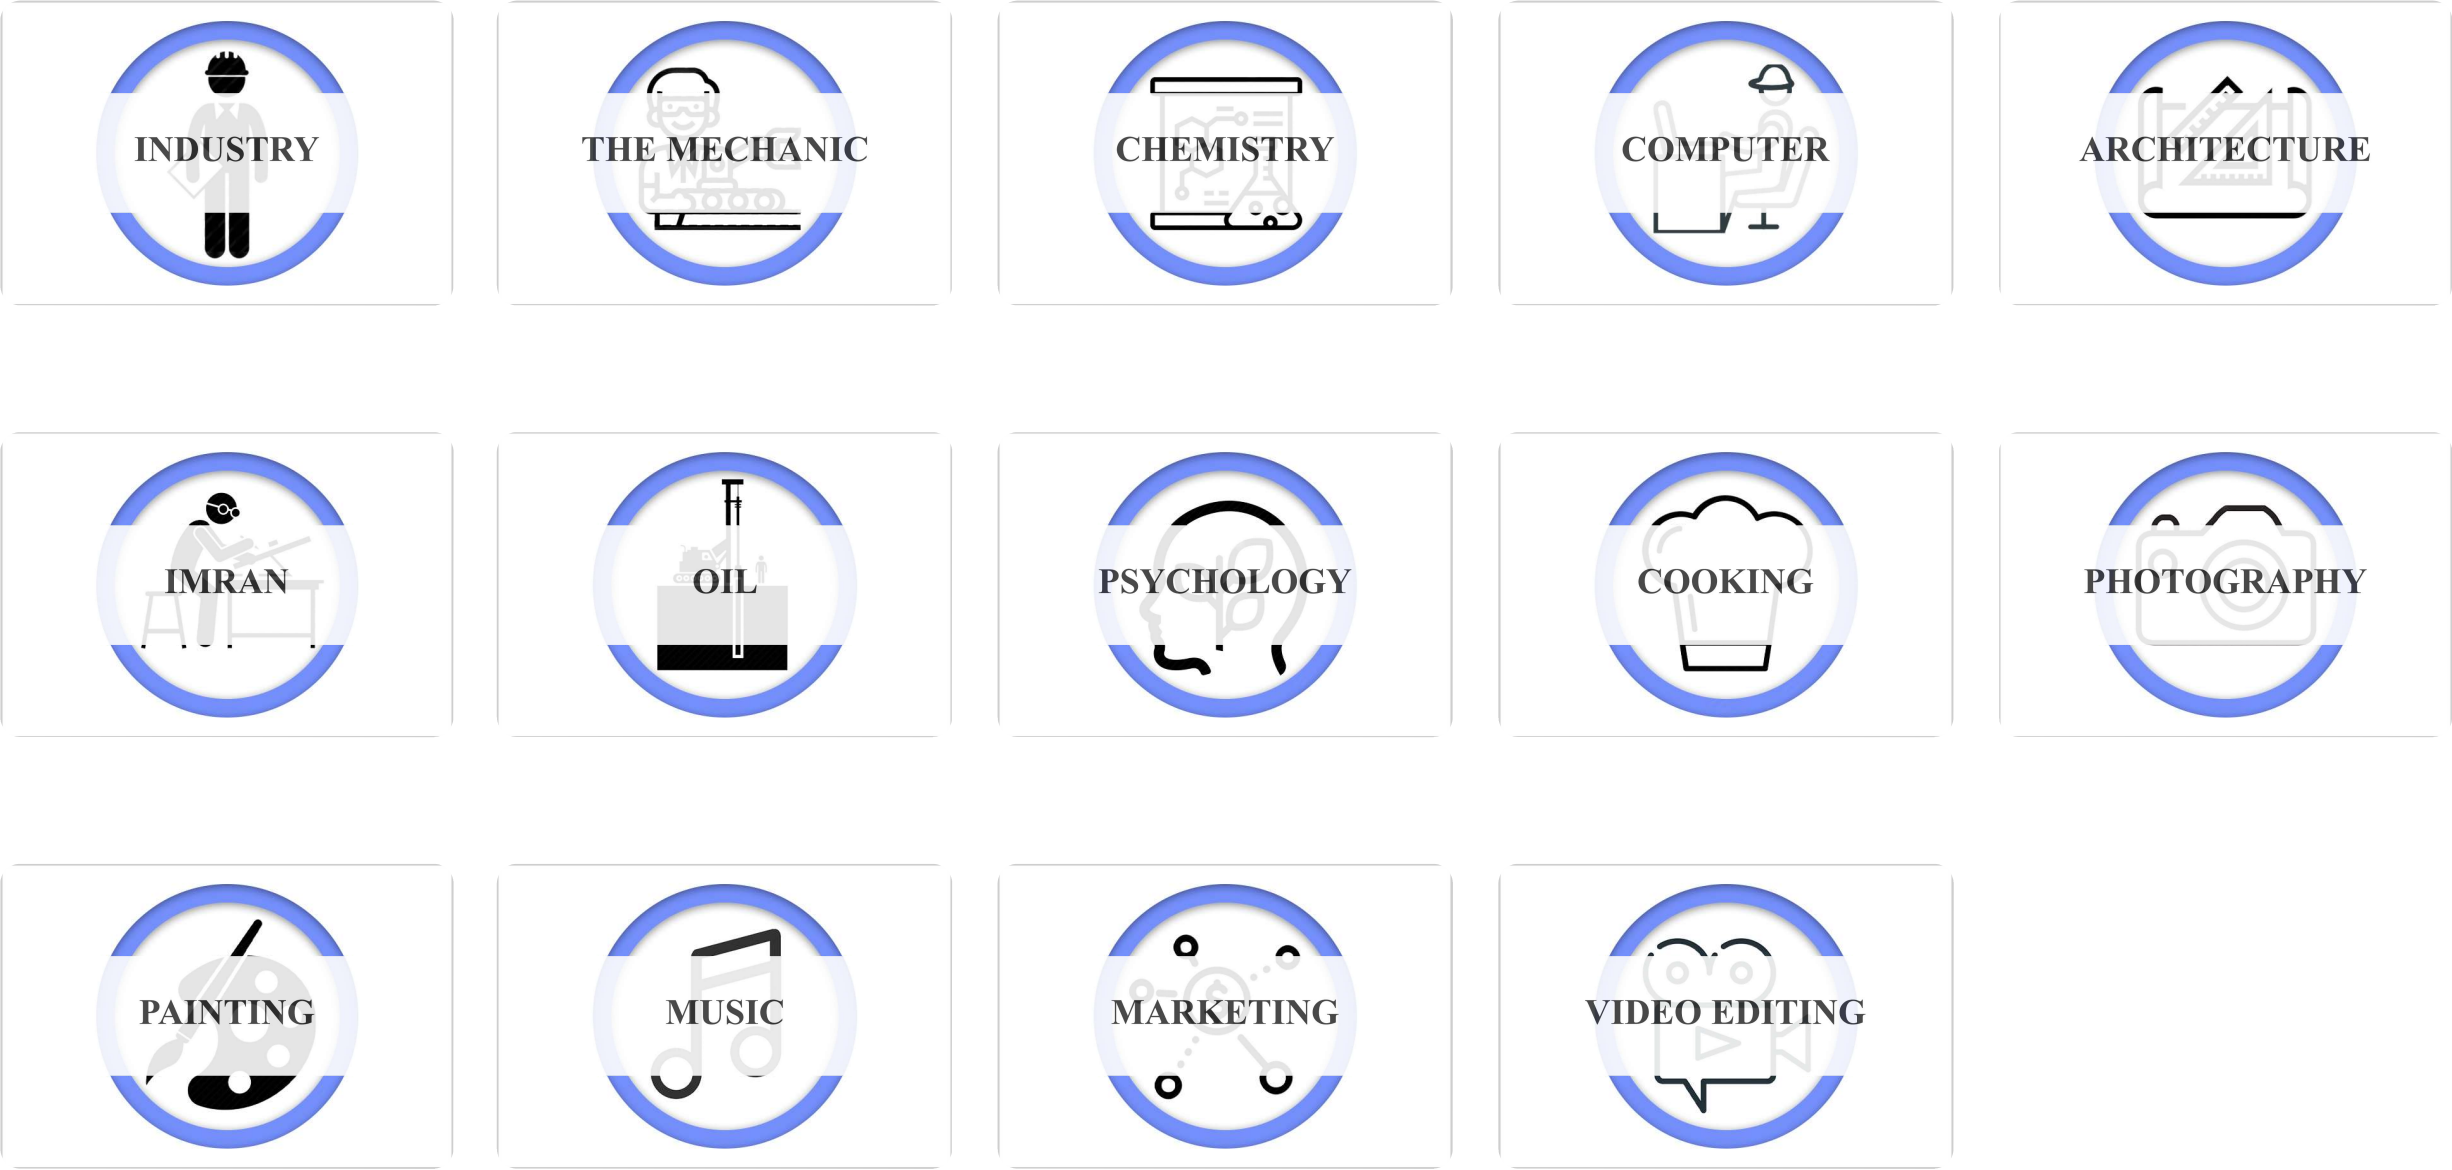 INDUSTRY
THE MECHANIC
CHEMISTRY
COMPUTER
ARCHITECTURE
IMRAN
OIL
PSYCHOLOGY
COOKING
PHOTOGRAPHY
PAINTING
MUSIC
MARKETING
VIDEO EDITING